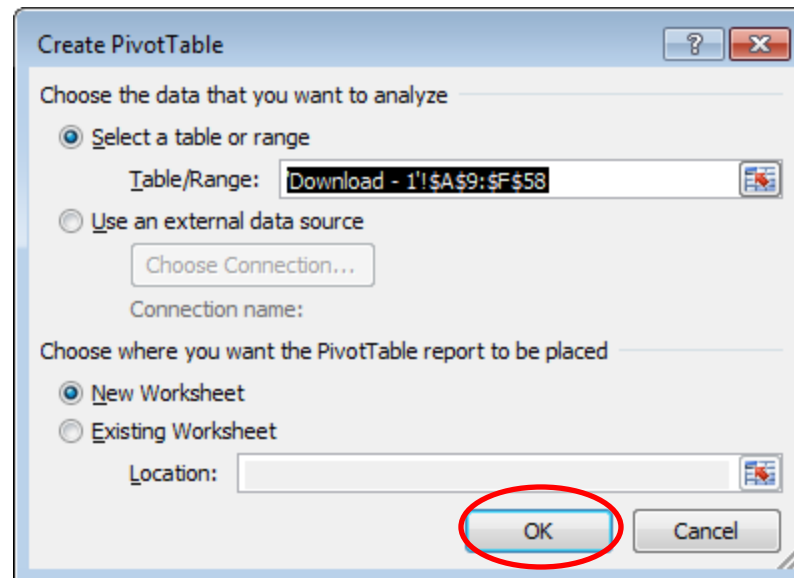 Create PivotTable
Choose the data that you want to analyze
Select a table or range
Table/Range: 'Download - 1'!$A$9:$F$58
Use an external data source
Choose Connection...
Connection name:
Choose where you want the PivotTable report to be placed
New Worksheet
Existing Worksheet
Location:
OK Cancel